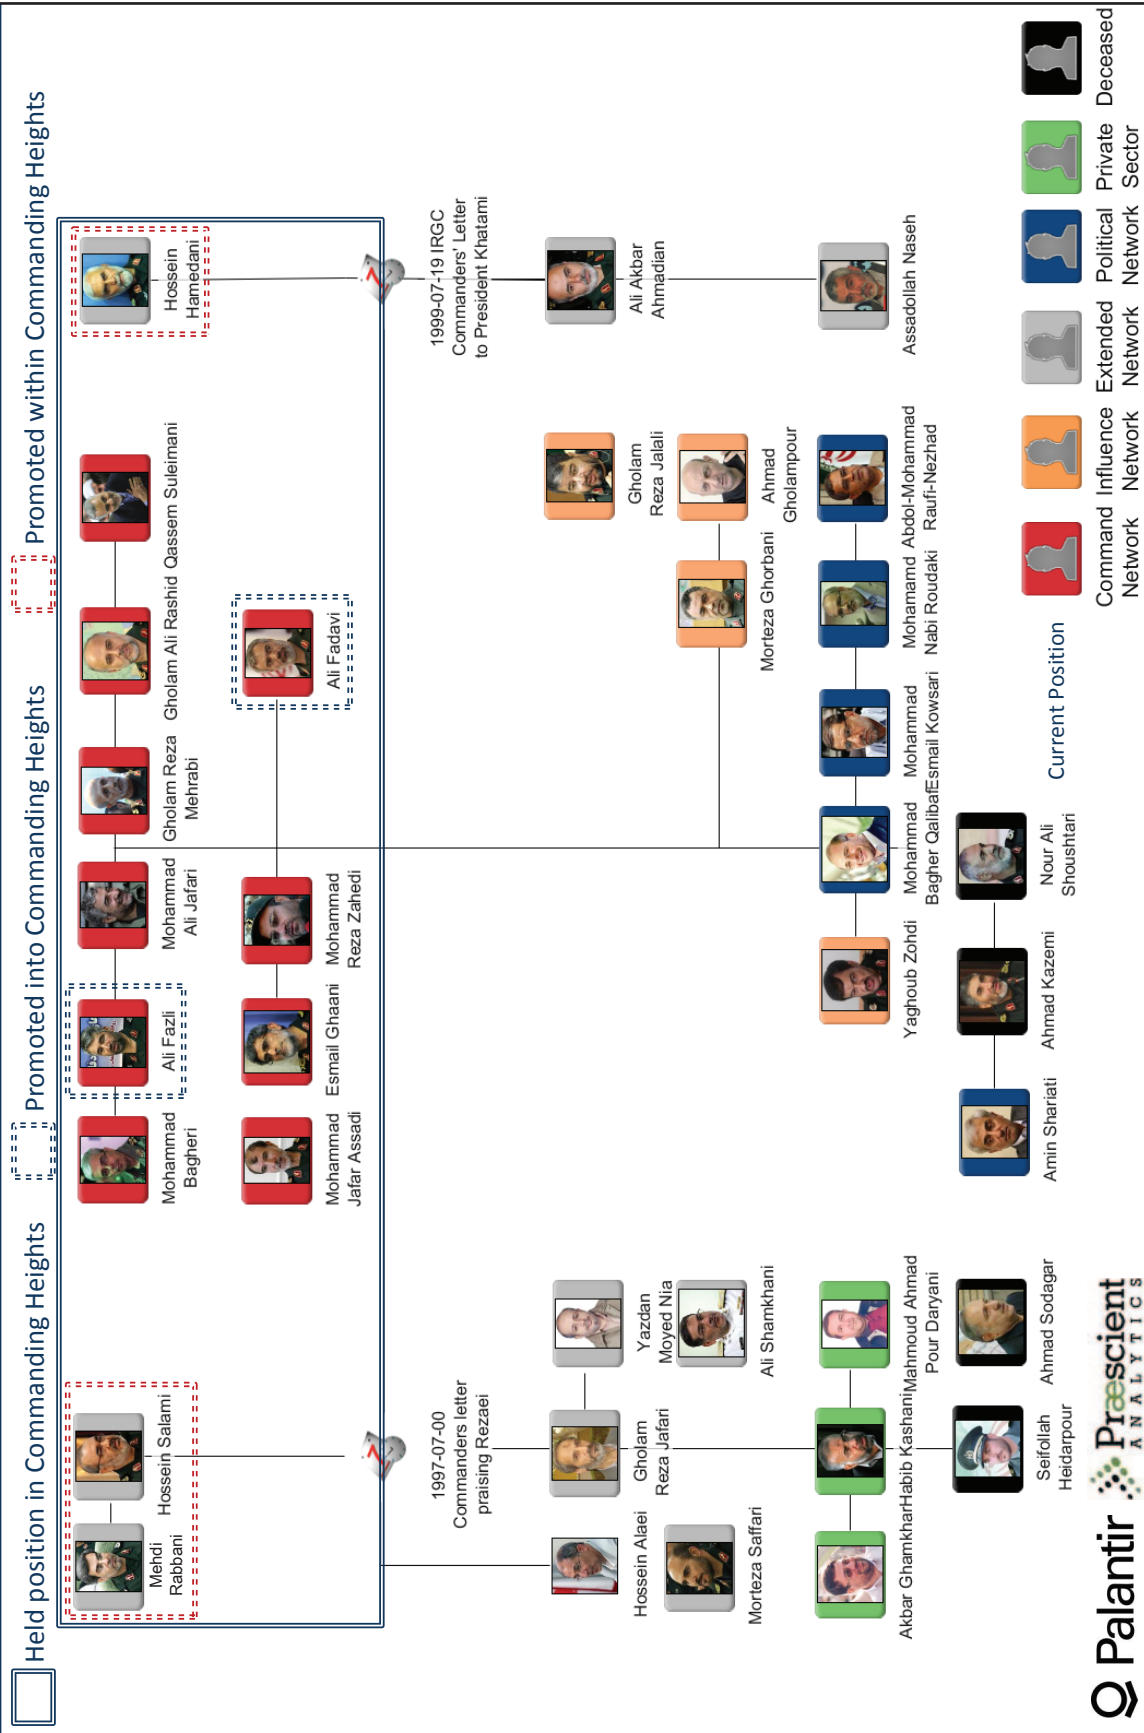 Held position in Commanding Heights
Promoted into Commanding Heights
Promoted within Commanding Heights
Mehdi
Rabbani
Hossein Salami
Mohammad
Bagheri
Ali Fazli
Mohammad
Ali Jafari
Gholam Reza
Mehrabi
Gholam Ali Rashid
Qassem Suleimani
Hossein
Hamedani
Mohammad
Jafar Assadi
Esmail Ghaani
Mohammad
Reza Zahedi
Ali Fadavi
1997-07-00
Commanders letter
praising Rezaei
1999-07-19 IRGC
Commanders' Letter
to President Khatami
Hossein Alaei
Gholam
Reza Jafari
Yazdan
Moyed Nia
Gholam
Reza Jalali
Ali Akbar
Ahmadian
Morteza Saffari
Ali Shamkhani
Morteza Ghorbani
Ahmad
Gholampour
Akbar Ghamkhar
Habib Kashani
Mahmoud Ahmad
Pour Daryani
Yaghoub Zohdi
Mohammad
Bagher Qalibaf
Mohammad
Esmail Kowsari
Mohamamd
Nabi Roudaki
Abdol-Mohammad
Raufi-Nezhad
Assadollah Naseh
Seifollah
Heidarpour
Ahmad Sodagar
Amin Shariati
Ahmad Kazemi
Nour Ali
Shoushtari
Current Position
Command
Network
Influence
Network
Extended
Network
Political
Network
Private
Sector
Deceased
Palantir
Præscient
ANALYTICS